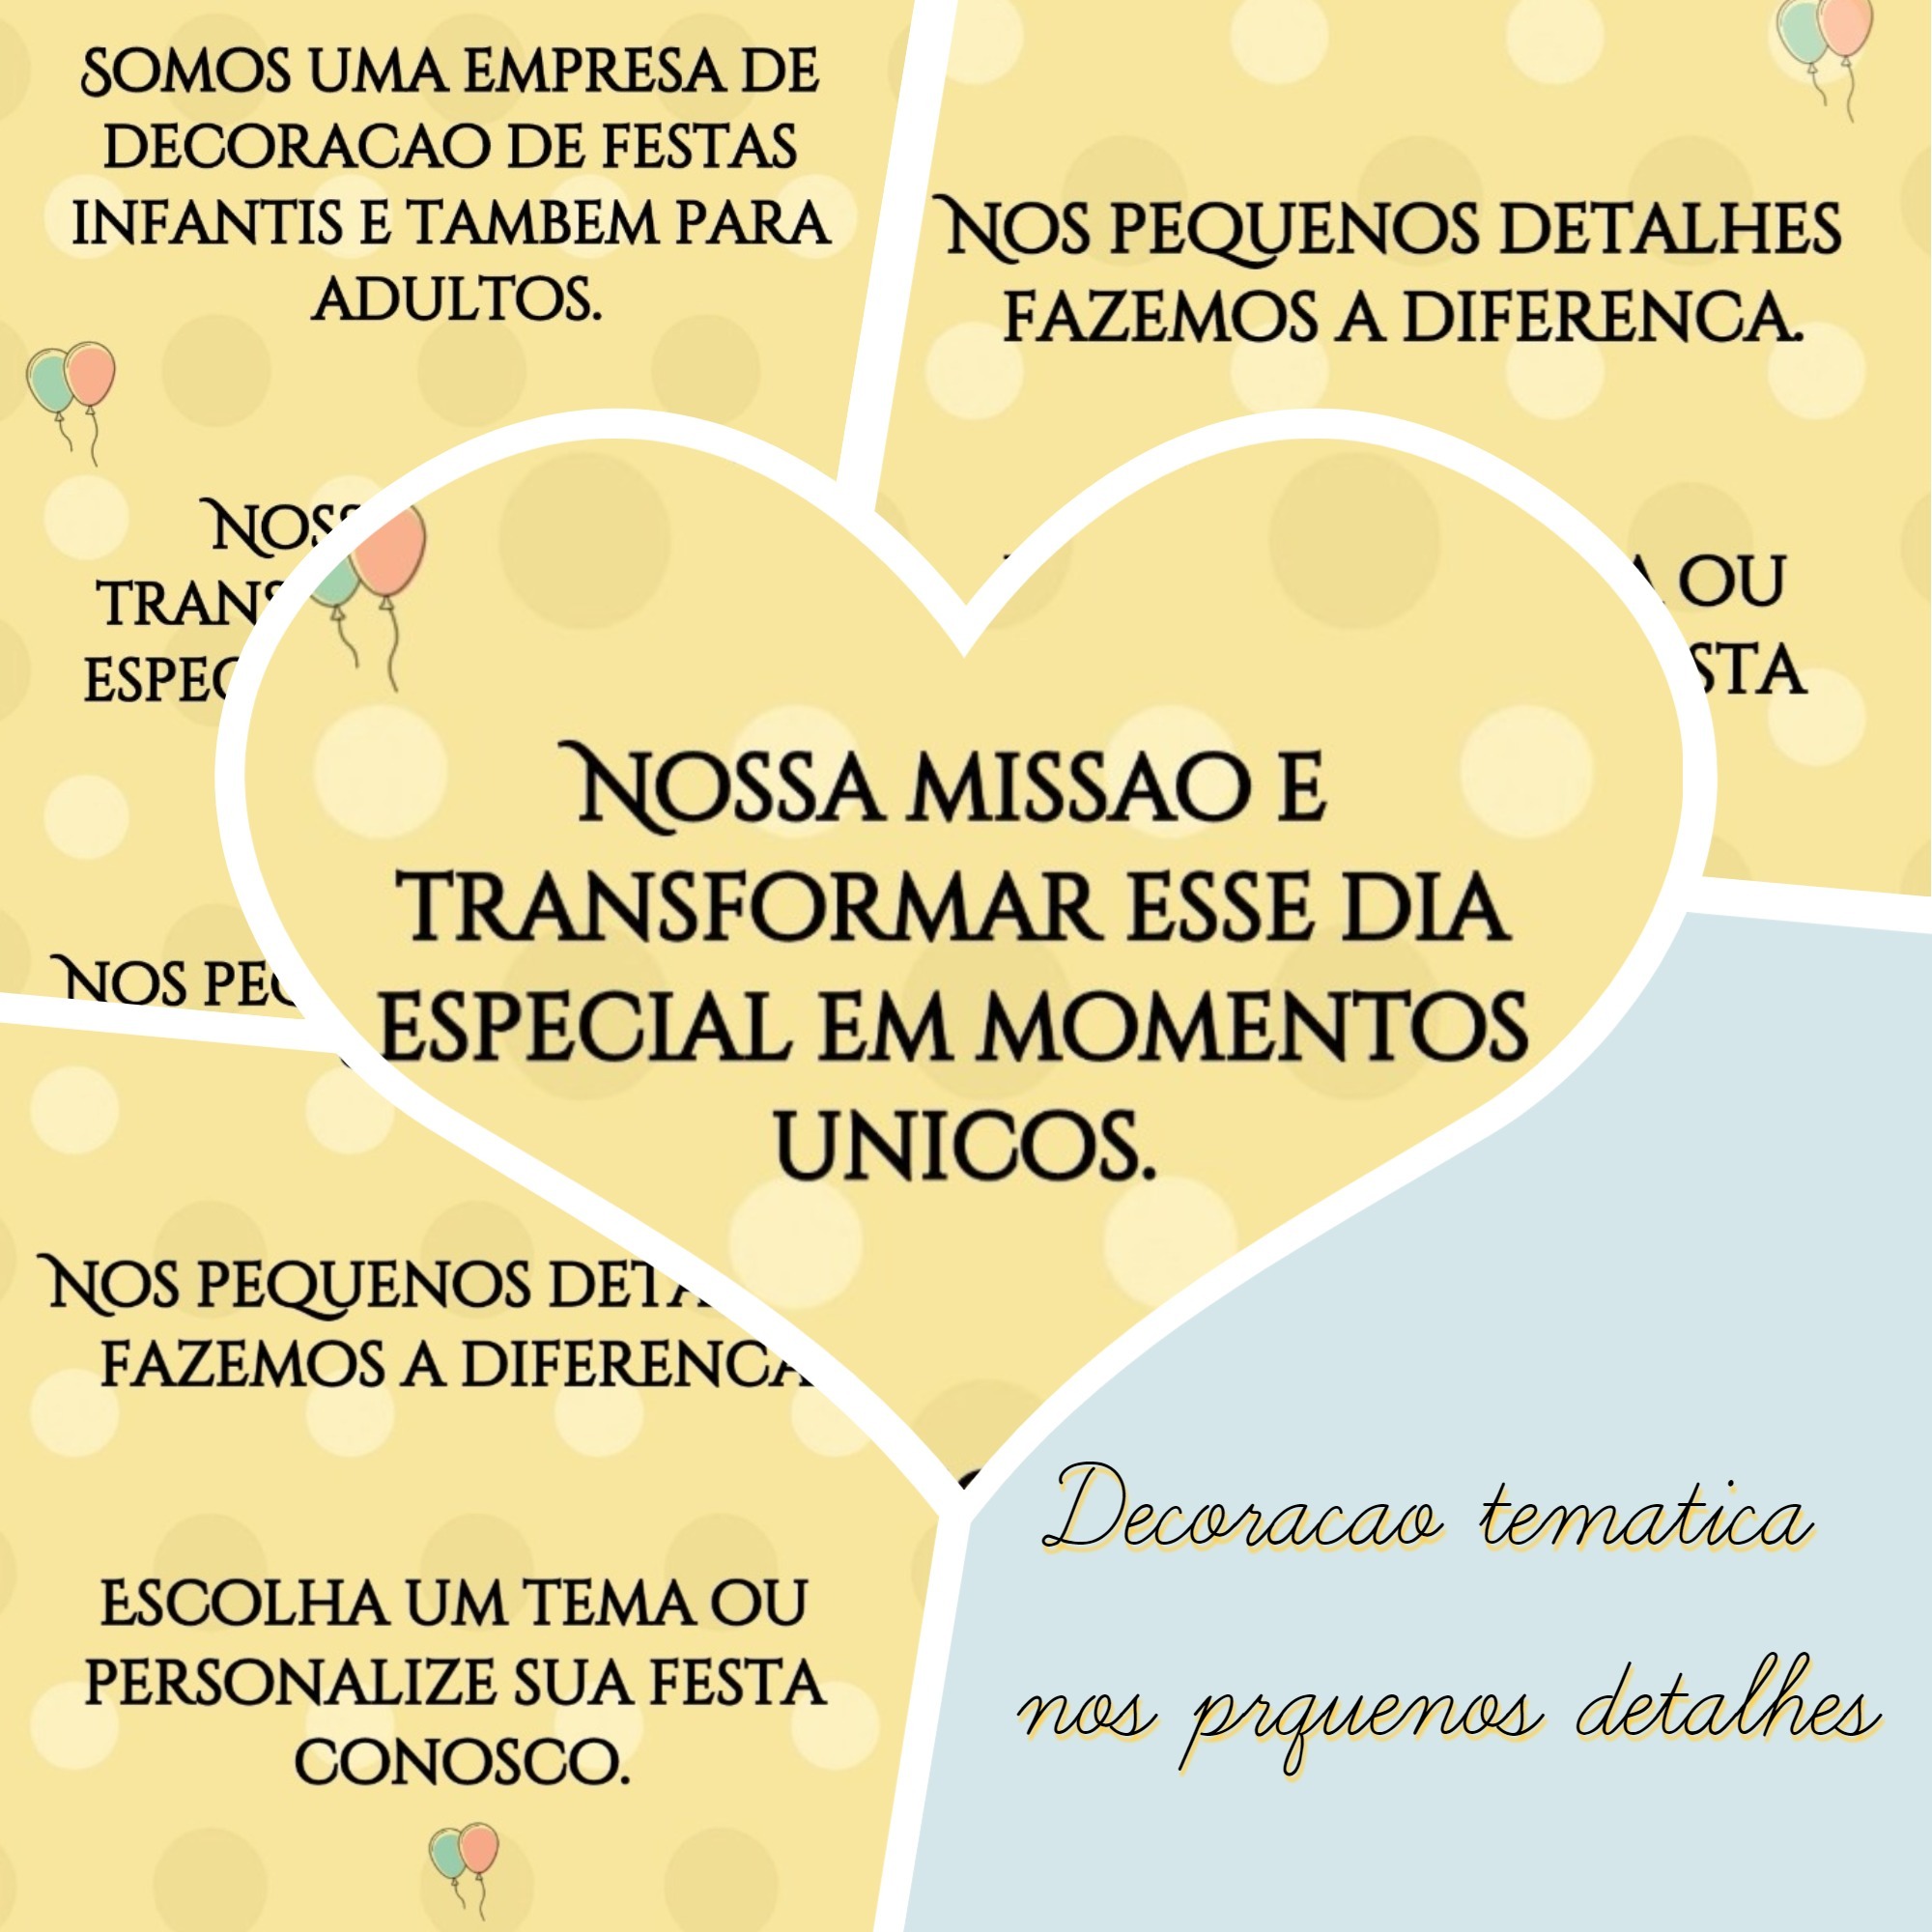 SOMOS UMA EMPRESA DE
DECORACAO DE FESTAS
INFANTIS E TAMBEM PARA
ADULTOS.
NOS PEQUENOS DETALHES
FAZEMOS A DIFERENCA.
OU
NOSSA MISSAO E
TRANSFORMAR ESSE DIA
ESPECIAL EM MOMENTOS
UNICOS.
NOS
NOS PEQUENOS
FAZEMOS A DIFERENCA
ESCOLHA UM TEMA OU
PERSONALIZE SUA FESTA
CONOSCO.
Decoracao tematica
nos prquenos detalhes